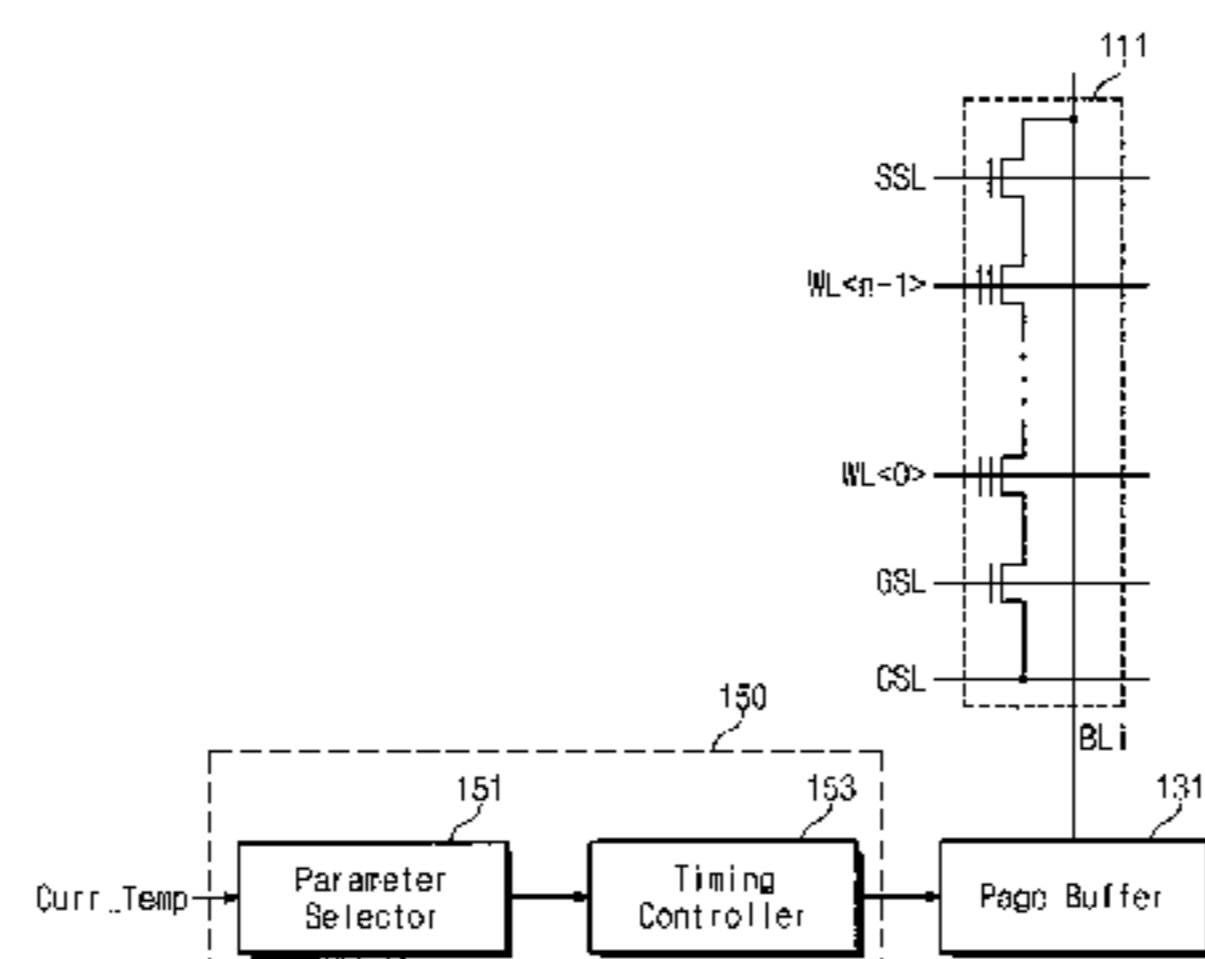 111
SSL
WL<n-1>
WL<0>
GSL
CSL
150
BLi
151
153
131
Curr_Temp
Parameter
Selector
Timing
Controller
Page Buffer